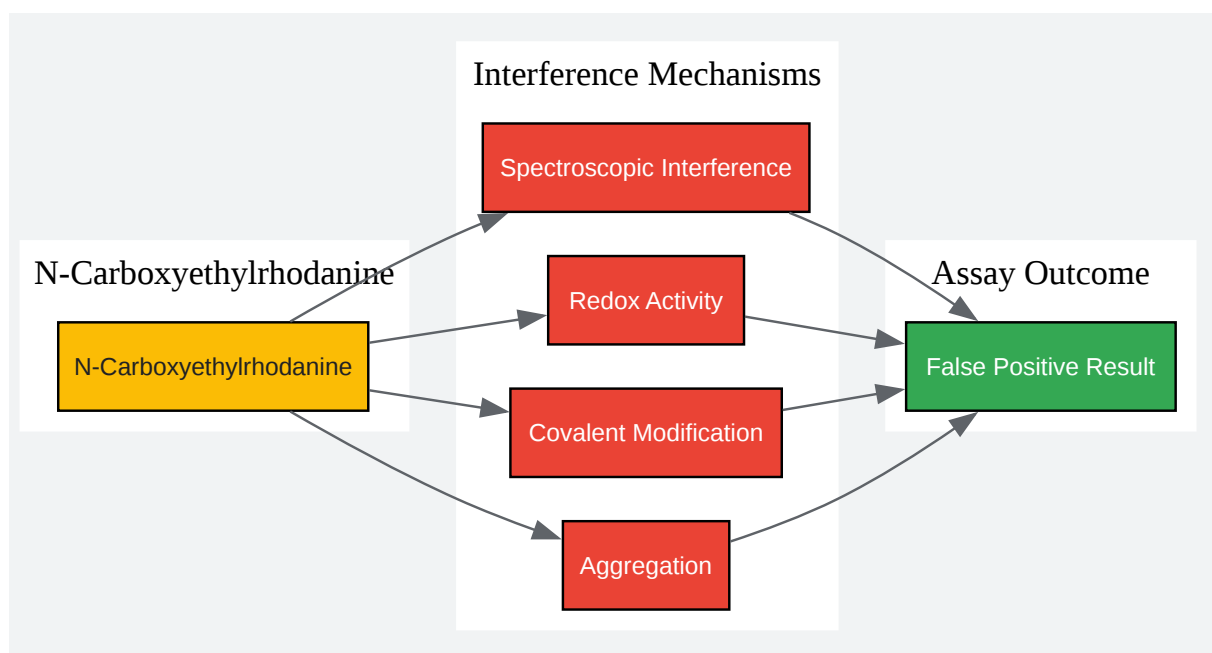 N-Carboxyethylrhodanine
N-Carboxyethylrhodanine
Interference Mechanisms
Spectroscopic Interference
Redox Activity
Covalent Modification
Aggregation
Assay Outcome
False Positive Result